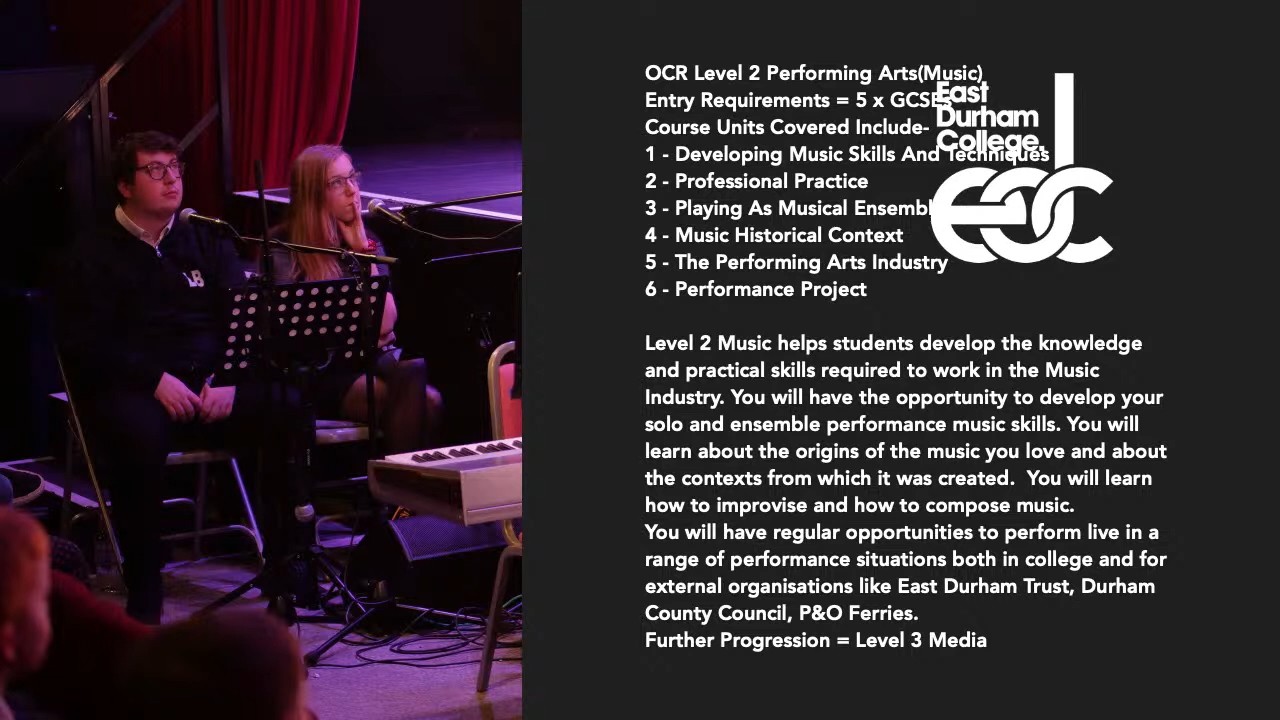 OCR Level 2 Performing Arts(Music)
Entry Requirements = 5 x GCSEs
Course Units Covered Include-
1 - Developing Music Skills And Techniques
2 - Professional Practice
3 - Playing As Musical
4 - Music Historical Context
5 - The Performing Arts Industry
6 - Performance Project
East
Durham
College.
edc
Level 2 Music helps students develop the knowledge
and practical skills required to work in the Music
Industry. You will have the opportunity to develop your
solo and ensemble performance music skills. You will
learn about the origins of the music you love and about
the contexts from which it was created.  You will learn
how to improvise and how to compose music.
You will have regular opportunities to perform live in a
range of performance situations both in college and for
external organisations like East Durham Trust, Durham
County Council, P&O Ferries.
Further Progression = Level 3 Media